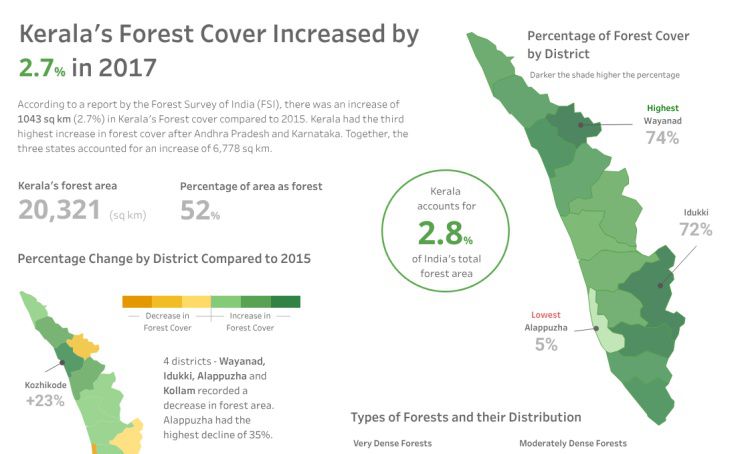 Kerala's Forest Cover Increased by
2.7% in 2017
According to a report by the Forest Survey of India (FSI), there was an increase of
1043 sq km (2.7%) in Kerala's Forest cover compared to 2015. Kerala had the third
highest increase in forest cover after Andhra Pradesh and Karnataka. Together, the
three states accounted for an increase of 6,778 sq km.
Kerala's forest area
20,321 (sq km)
Percentage of area as forest
52%
Kerala
accounts for
2.8%
of India's total
forest area
Percentage of Forest Cover
by District
Darker the shade higher the percentage
Highest
Wayanad
74%
Idukki
72%
Lowest
Alappuzha
5%
Percentage Change by District Compared to 2015
Decrease in
Forest Cover
Increase in
Forest Cover
Kozhikode
+23%
4 districts - Wayanad,
Idukki, Alappuzha and
Kollam recorded a
decrease in forest area.
Alappuzha had the
highest decline of 35%.
Types of Forests and their Distribution
Very Dense Forests
Moderately Dense Forests